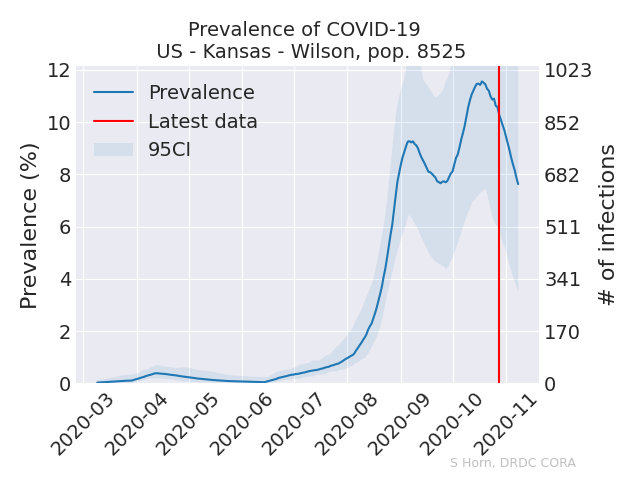 Prevalence of COVID-19
US - Kansas - Wilson, pop. 8525
Prevalence (%)
12
10
8
6
4
2
0
Prevalence
Latest data
95CI
1023
852
682
511
341
170
0
# of infections
2020-03
2020-04
2020-05
2020-06
2020-07
2020-08
2020-09
2020-10
2020-11
S Horn, DRDC CORA